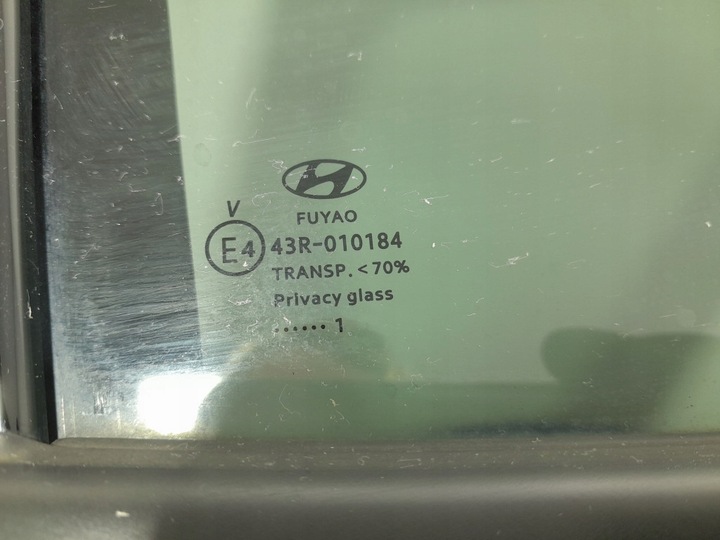 FUYAO
V
E4 43R-010184
TRANSP. <70%
Privacy glass
...... 1